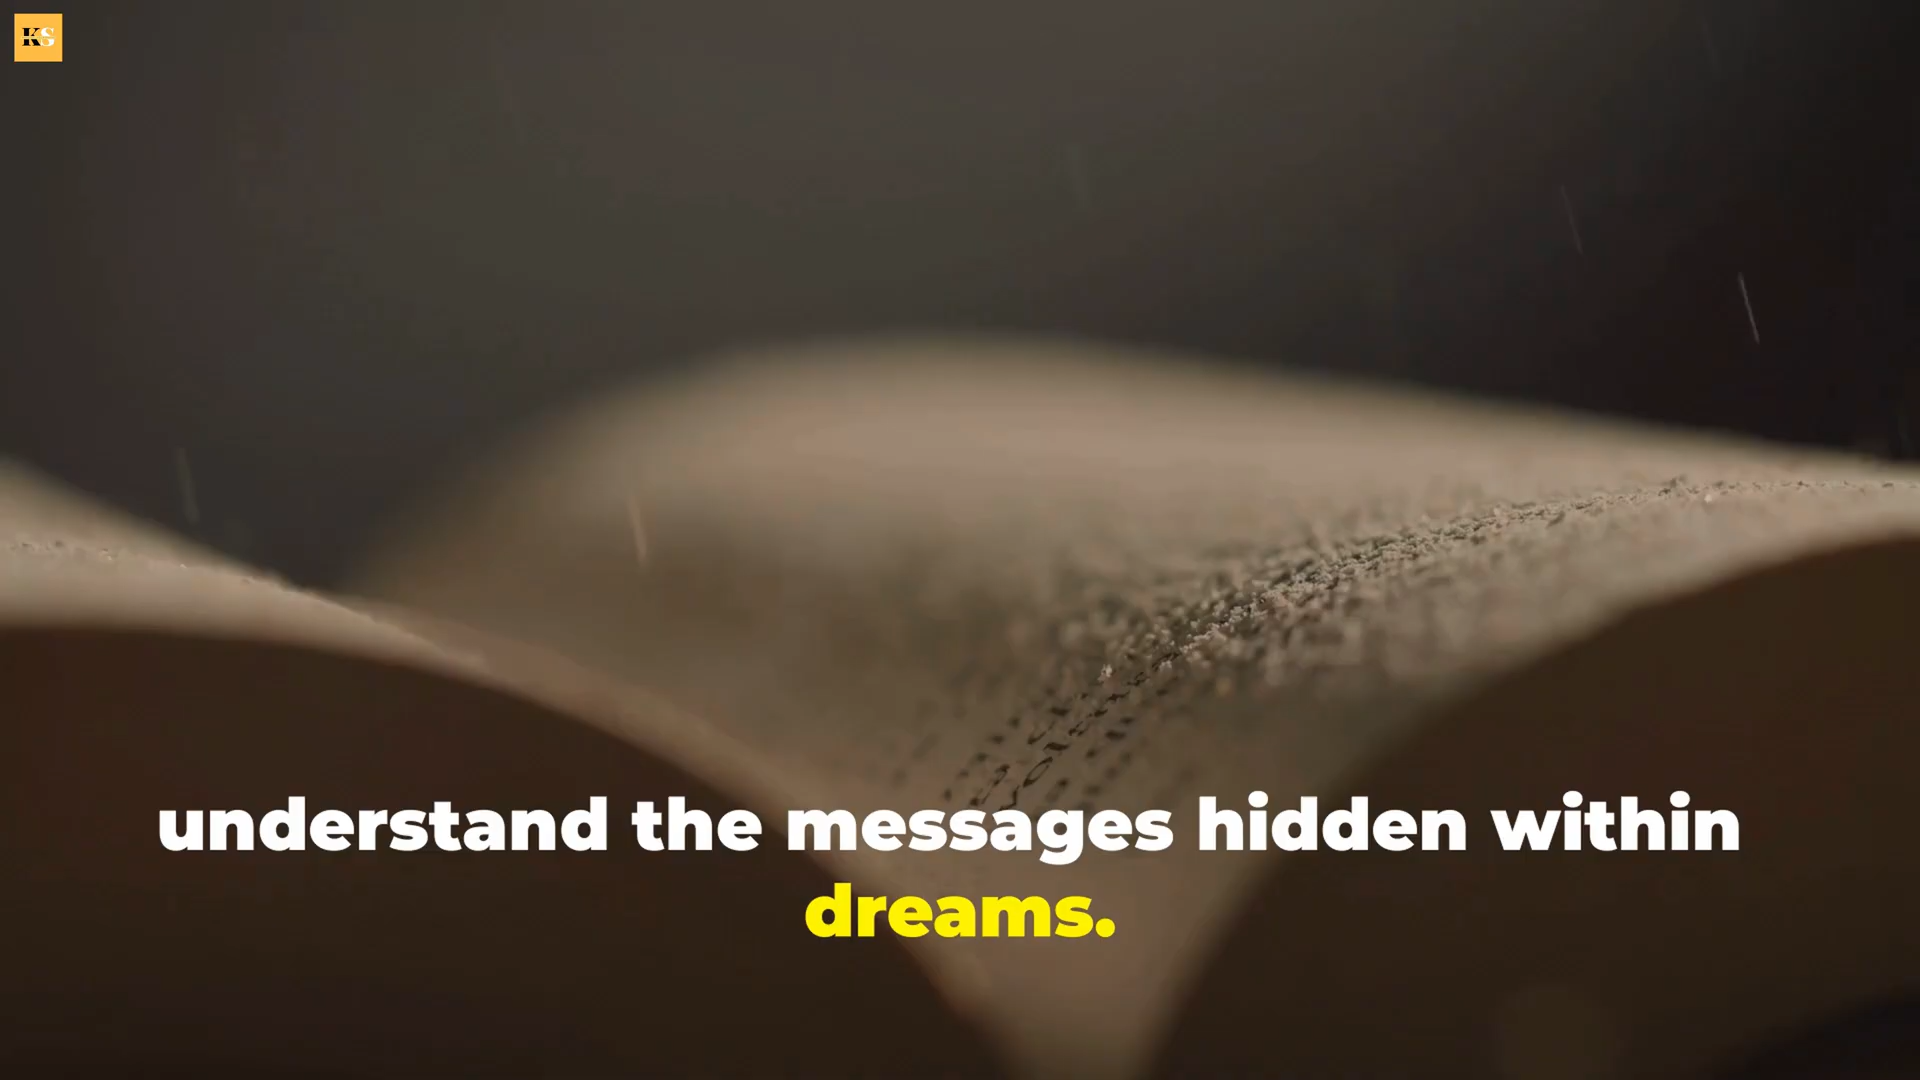 KS
understand the messages hidden within
dreams.